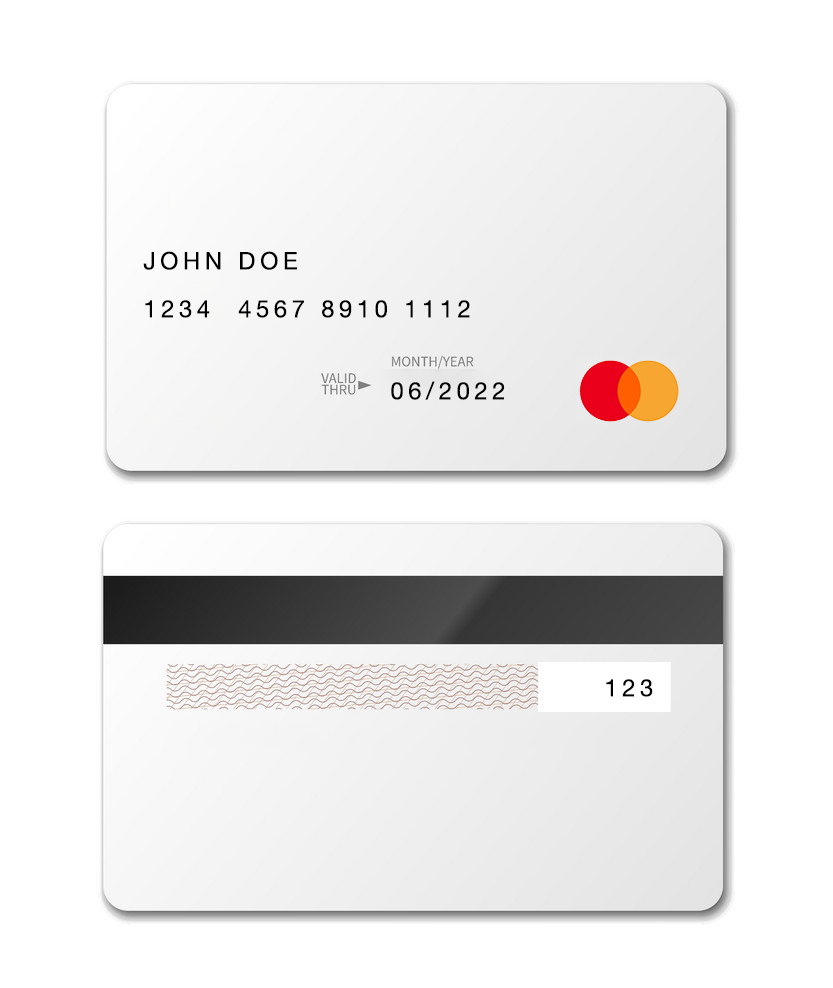 JOHN DOE
1234 4567 8910 1112
MONTH/YEAR
VALID
THRU
06/2022
123